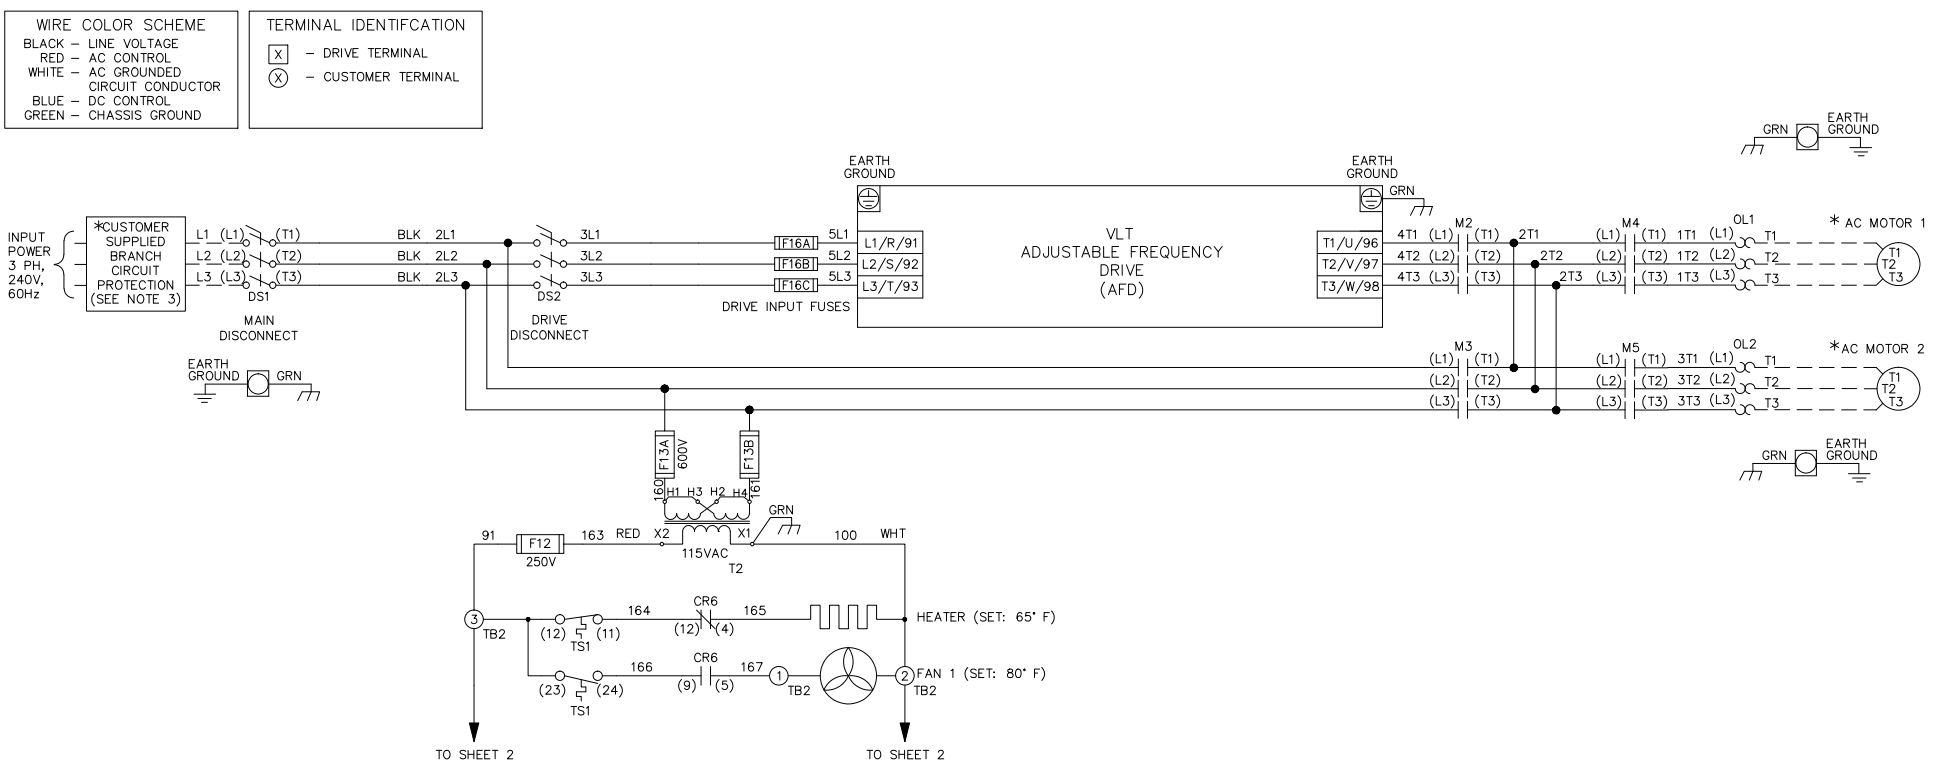 WIRE COLOR SCHEME
BLACK – LINE VOLTAGE
RED – AC CONTROL
WHITE – AC GROUNDED
CIRCUIT CONDUCTOR
BLUE – DC CONTROL
GREEN – CHASSIS GROUND
TERMINAL IDENTIFCATION
X – DRIVE TERMINAL
X – CUSTOMER TERMINAL
GRN
EARTH
GROUND
EARTH
GROUND
EARTH
GROUND
GRN
INPUT
POWER
3 PH,
240V,
60Hz
*CUSTOMER
SUPPLIED
BRANCH
CIRCUIT
PROTECTION
(SEE NOTE 3)
L1 (L1) (T1) BLK 2L1 3L1 F16A 5L1 L1/R/91
L2 (L2) (T2) BLK 2L2 3L2 F16B 5L2 L2/S/92
L3 (L3) (T3) BLK 2L3 3L3 F16C 5L3 L3/T/93
DS1
MAIN
DISCONNECT
DS2
DRIVE
DISCONNECT
DRIVE INPUT FUSES
VLT
ADJUSTABLE FREQUENCY
DRIVE
(AFD)
M2 M4 OL1 * AC MOTOR 1
T1/U/96 4T1 (L1) (T1) 2T1 (L1) (T1) 1T1 (L1) T1 T1
T2/V/97 4T2 (L2) (T2) 2T2 (L2) (T2) 1T2 (L2) T2 T2
T3/W/98 4T3 (L3) (T3) 2T3 (L3) (T3) 1T3 (L3) T3 T3
EARTH
GROUND
GRN
M3 M5 OL2 *AC MOTOR 2
(L1) (T1) (L1) (T1) 3T1 (L1) T1 T1
(L2) (T2) (L2) (T2) 3T2 (L2) T2 T2
(L3) (T3) (L3) (T3) 3T3 (L3) T3 T3
GRN
EARTH
GROUND
F13A
600V
F13B
160
H1 H3 H2 H4
161
GRN
91 F12 163 RED X2 X1 100 WHT
250V
115VAC
T2
3
TB2
(12) (11) 164 CR6 165 HEATER (SET: 65° F)
TS1
(12) (4)
(23) (24) 166 CR6 167 1 2 FAN 1 (SET: 80° F)
TS1
(9) (5)
TB2
TB2
TO SHEET 2
TO SHEET 2